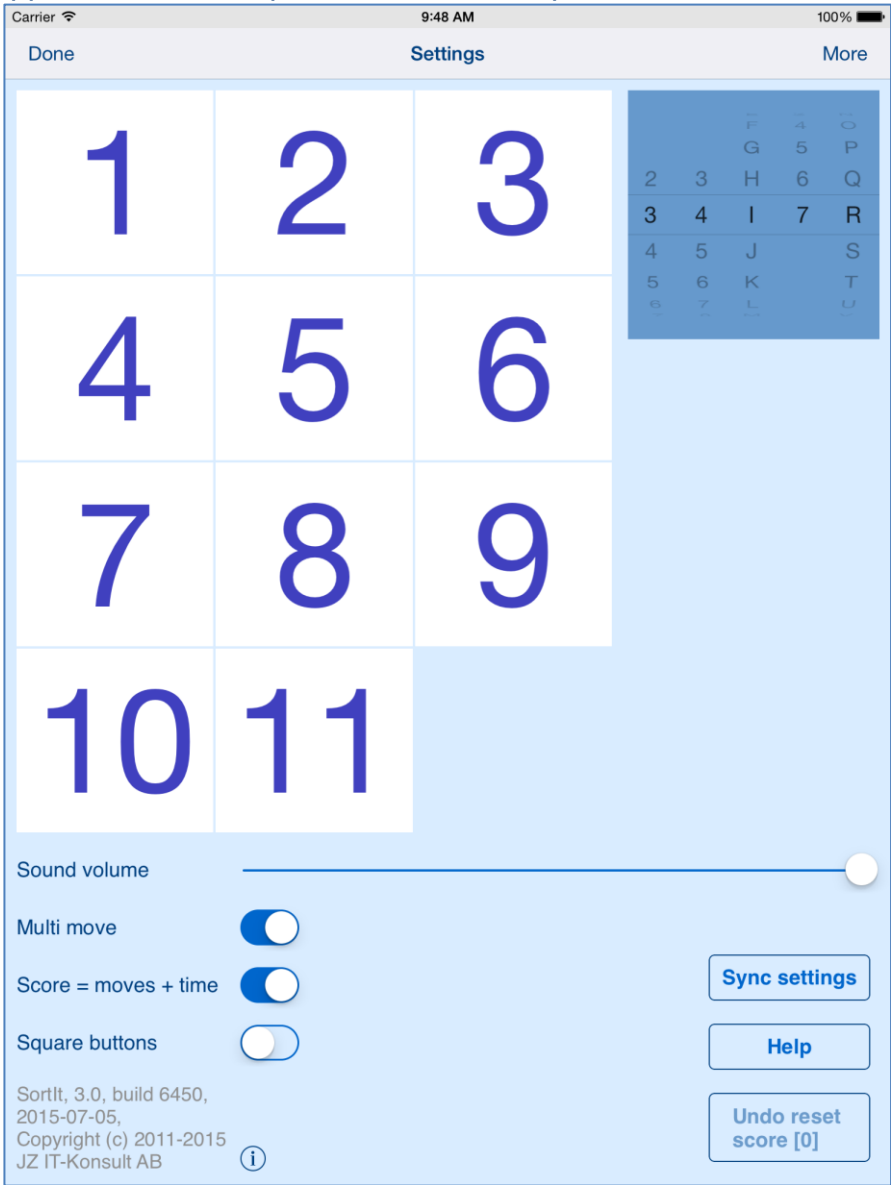 Carrier 9:48 AM 100%
Done Settings More
1 2 3
4 5 6
7 8 9
10 11
F 4 O
G 5 P
2 3 H 6 Q
3 4 I 7 R
4 5 J S
5 6 K T
6 7 L U
Sound volume
Multi move
Score = moves + time
Square buttons
Sync settings
Help
Undo reset
score [0]
SortIt, 3.0, build 6450,
2015-07-05,
Copyright (c) 2011-2015
JZ IT-Konsult AB
i